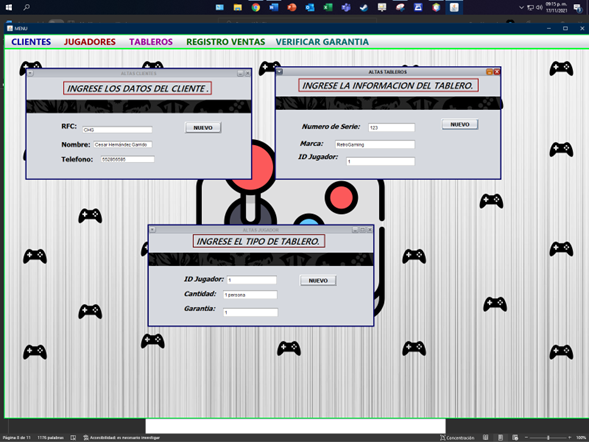 09:15 p. m.
17/11/2021
MENU
CLIENTES JUGADORES TABLEROS REGISTRO VENTAS VERIFICAR GARANTIA
ALTAS CLIENTES
INGRESE LOS DATOS DEL CLIENTE .
RFC: CHG
NUEVO
Nombre: Cesar Hernández Garrido
Telefono: 552955585
ALTAS TABLEROS
INGRESE LA INFORMACION DEL TABLERO.
Numero de Serie: 123
NUEVO
Marca: RetroGaming
ID Jugador: 1
ALTAS JUGADOR
INGRESE EL TIPO DE TABLERO.
ID Jugador: 1
NUEVO
Cantidad: 1 persona
Garantia: 1
Página 8 de 11 1176 palabras Accesibilidad: es necesario investigar Concentración 100%